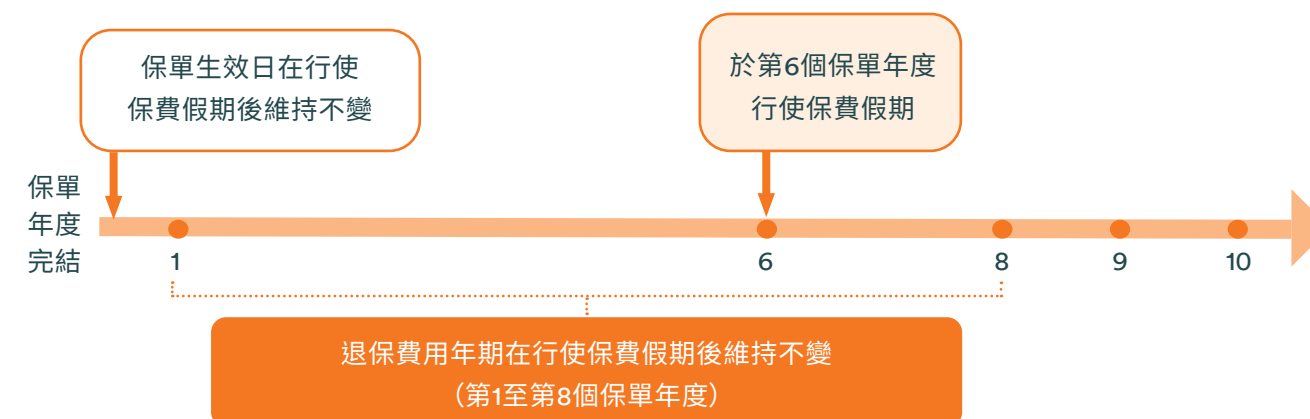 保單生效日在行使
保費假期後維持不變
於第6個保單年度
行使保費假期
保單
年度
完結
1
6
8
9
10
退保費用年期在行使保費假期後維持不變
（第1至第8個保單年度）